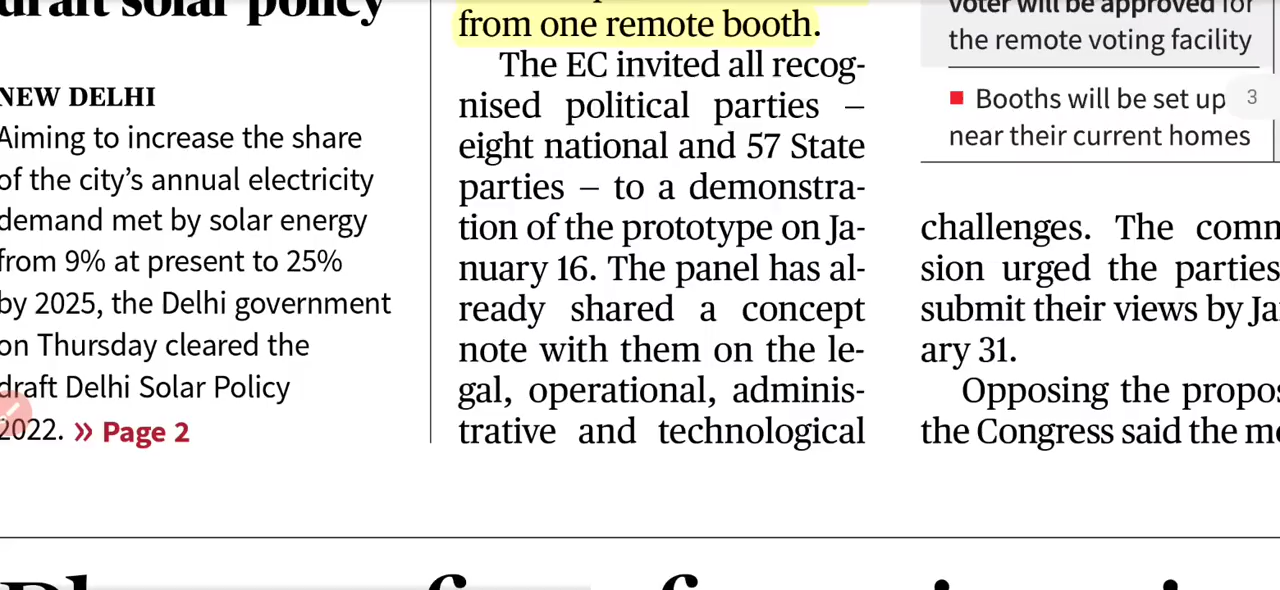 draft solar policy
NEW DELHI
Aiming to increase the share
of the city's annual electricity
demand met by solar energy
from 9% at present to 25%
by 2025, the Delhi government
on Thursday cleared the
draft Delhi Solar Policy
2022. » Page 2
from one remote booth.
The EC invited all recog-
nised political parties –
eight national and 57 State
parties – to a demonstra-
tion of the prototype on Ja-
nuary 16. The panel has al-
ready shared a concept
note with them on the le-
gal, operational, adminis-
trative and technological
voter will be approved for
the remote voting facility
Booths will be set up
near their current homes
3
challenges. The comm
sion urged the parties
submit their views by Ja
ary 31.
Opposing the propos
the Congress said the mo